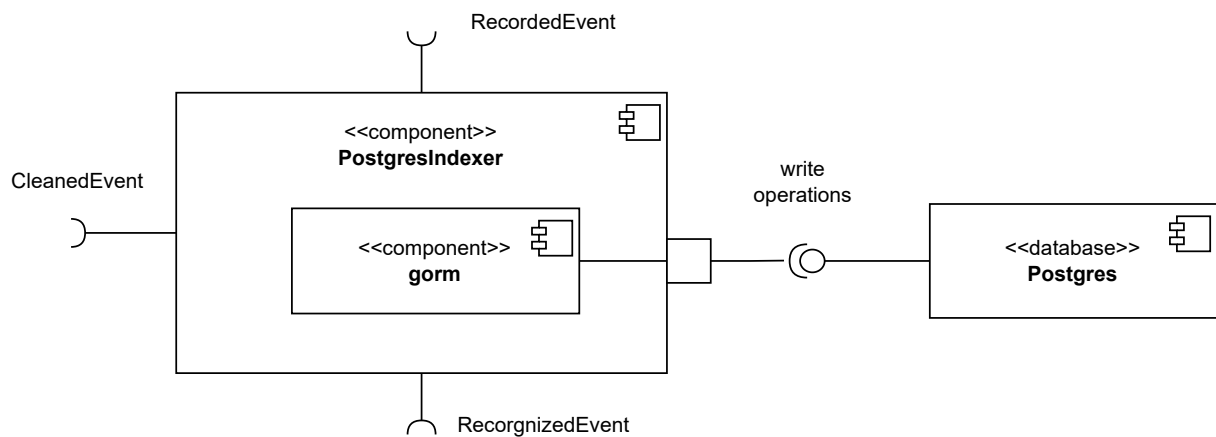 RecordedEvent
<<component>>
PostgresIndexer
CleanedEvent
write
operations
<<component>>
gorm
<<database>>
Postgres
RecorgnizedEvent